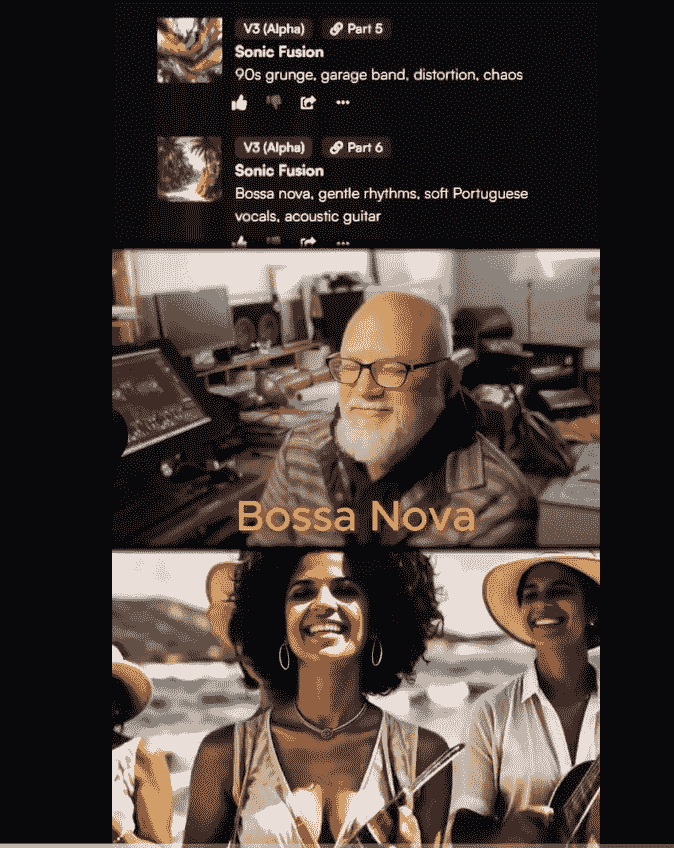 V3 (Alpha) Part 5
Sonic Fusion
90s grunge, garage band, distortion, chaos
V3 (Alpha) Part 6
Sonic Fusion
Bossa nova, gentle rhythms, soft Portuguese
vocals, acoustic guitar
Bossa Nova